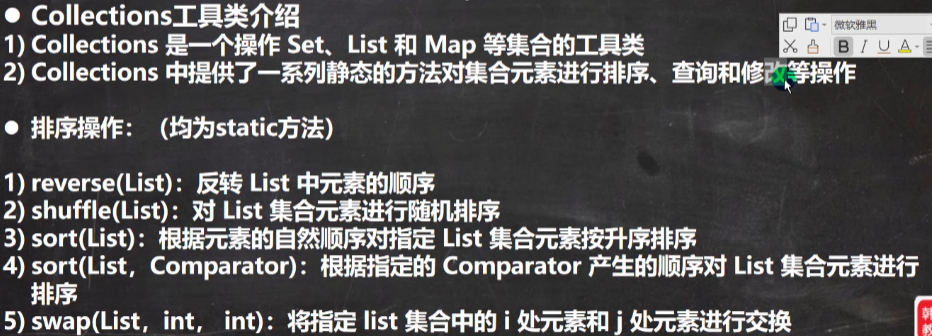 ● Collections工具类介绍
微软雅黑
1) Collections 是一个操作 Set、List 和 Map 等集合的工具类
B I U A
2) Collections 中提供了一系列静态的方法对集合元素进行排序、查询和修改等操作
● 排序操作：（均为static方法）
1) reverse(List)：反转 List 中元素的顺序
2) shuffle(List)：对 List 集合元素进行随机排序
3) sort(List)：根据元素的自然顺序对指定 List 集合元素按升序排序
4) sort(List，Comparator)：根据指定的 Comparator 产生的顺序对 List 集合元素进行
排序
5) swap(List，int， int)：将指定 list 集合中的 i 处元素和 j 处元素进行交换